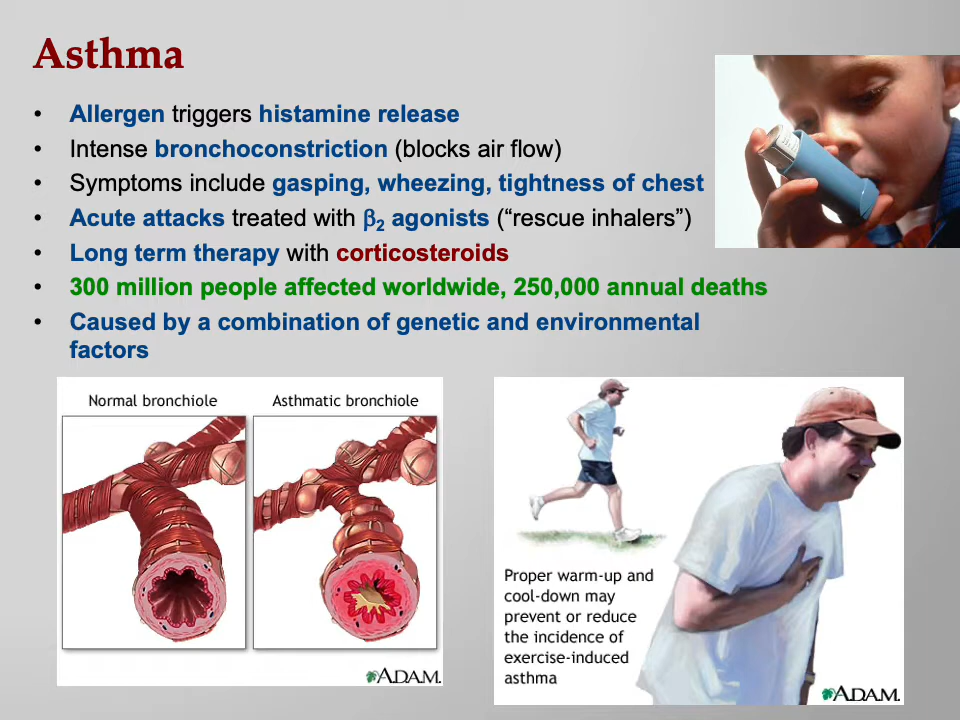 Asthma
• Allergen triggers histamine release
• Intense bronchoconstriction (blocks air flow)
• Symptoms include gasping, wheezing, tightness of chest
• Acute attacks treated with β2 agonists (“rescue inhalers”)
• Long term therapy with corticosteroids
• 300 million people affected worldwide, 250,000 annual deaths
• Caused by a combination of genetic and environmental
factors
Normal bronchiole
Asthmatic bronchiole
A.D.A.M.
Proper warm-up and
cool-down may
prevent or reduce
the incidence of
exercise-induced
asthma
A.D.A.M.